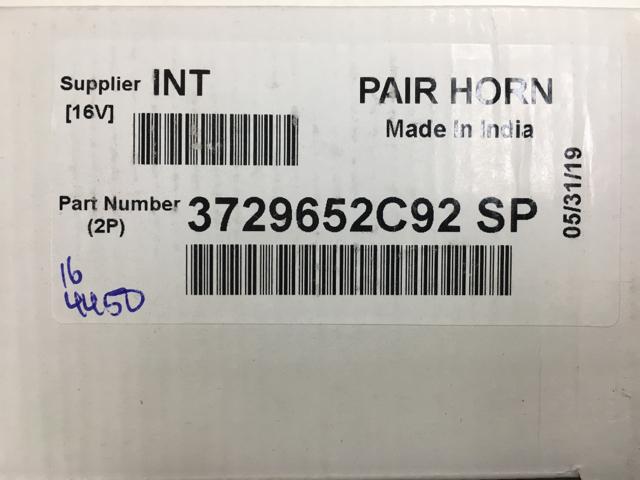 Supplier INT
[16V]
PAIR HORN
Made In India
05/31/19
Part Number 3729652C92 SP
(2P)
16
4450